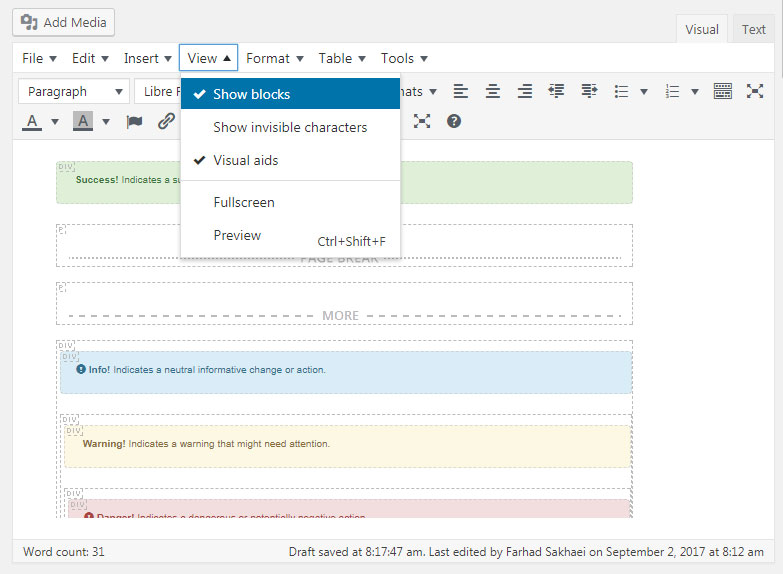 Add Media
Visual Text
File Edit Insert View Format Table Tools
Paragraph Libre
Show blocks
Show invisible characters
Visual aids
Fullscreen
Preview Ctrl+Shift+F
A A
DIV
Success! Indicates a
P
PAGE BREAK
P
MORE
DIV
DIV
Info! Indicates a neutral informative change or action.
DIV
DIV
Warning! Indicates a warning that might need attention.
DIV
DIV
Danger! Indicates a dangerous or potentially negative action.
Word count: 31 Draft saved at 8:17:47 am. Last edited by Farhad Sakhaei on September 2, 2017 at 8:12 am